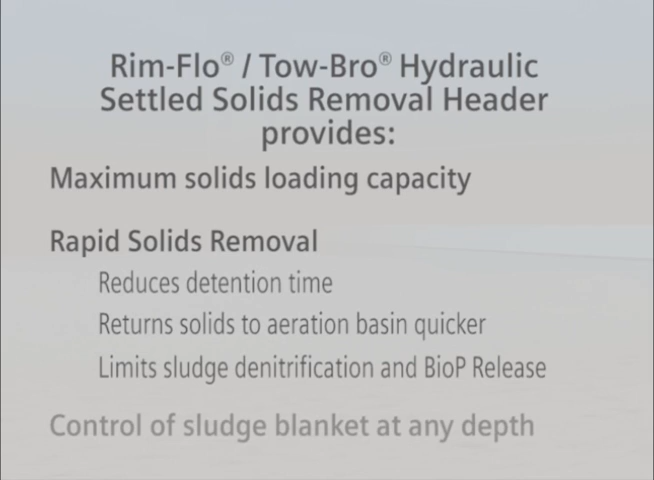 Rim-Flo® / Tow-Bro® Hydraulic
Settled Solids Removal Header
provides:
Maximum solids loading capacity
Rapid Solids Removal
Reduces detention time
Returns solids to aeration basin quicker
Limits sludge denitrification and BioP Release
Control of sludge blanket at any depth